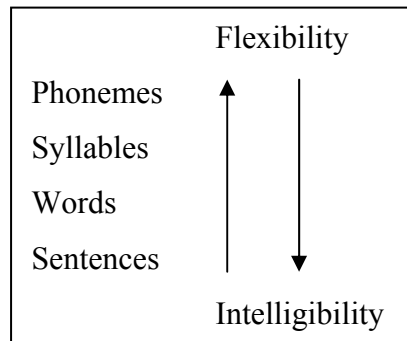 Flexibility
Phonemes
Syllables
Words
Sentences
Intelligibility